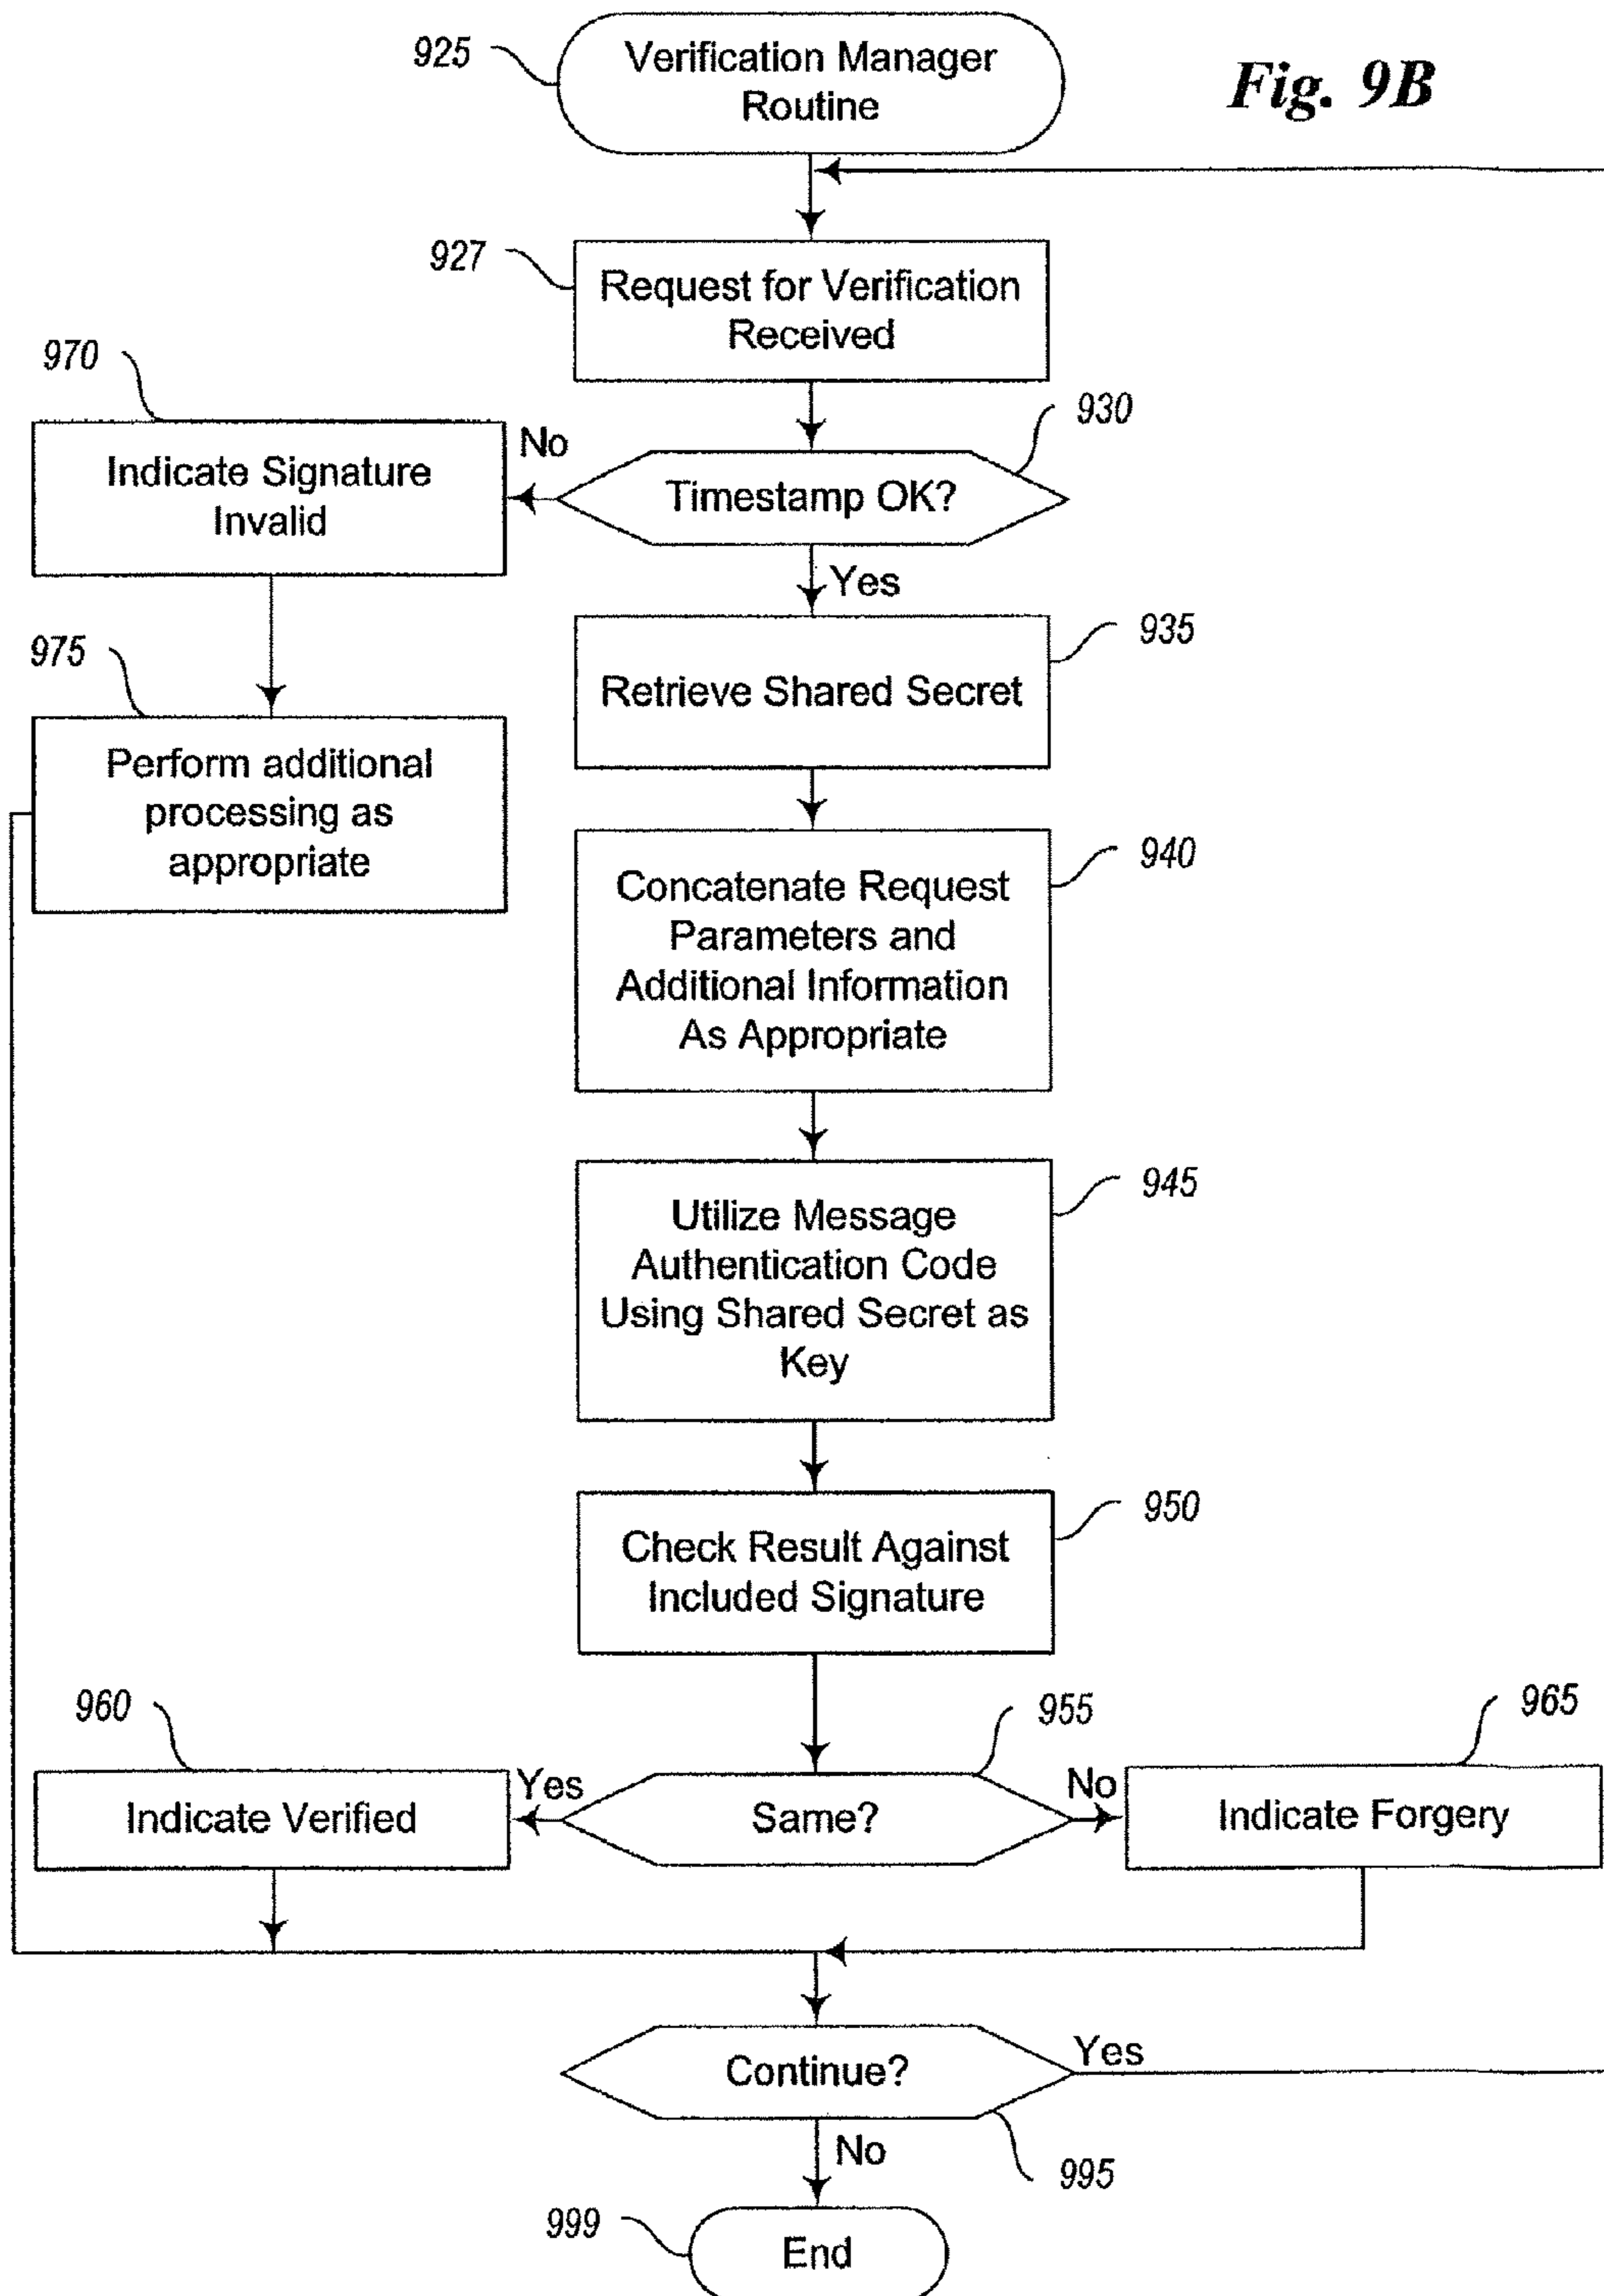 925
Verification Manager
Routine
Fig. 9B
927
Request for Verification
Received
970
930
Indicate Signature
Invalid
No
Timestamp OK?
Yes
935
975
Retrieve Shared Secret
Perform additional
processing as
appropriate
940
Concatenate Request
Parameters and
Additional Information
As Appropriate
945
Utilize Message
Authentication Code
Using Shared Secret as
Key
950
Check Result Against
Included Signature
960
955
965
Indicate Verified
Yes
Same?
No
Indicate Forgery
Continue?
Yes
No
995
999
End